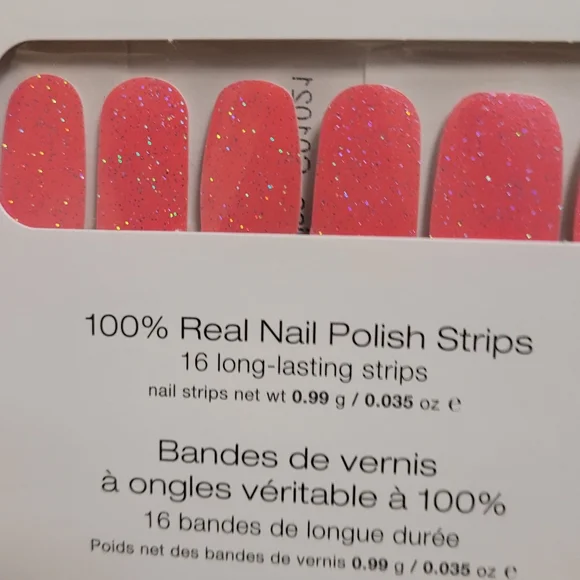 100% Real Nail Polish Strips
16 long-lasting strips
nail strips net wt 0.99 g / 0.035 oz ℮
Bandes de vernis
à ongles véritable à 100%
16 bandes de longue durée
Poids net des bandes de vernis 0.99 g / 0.035 oz ℮